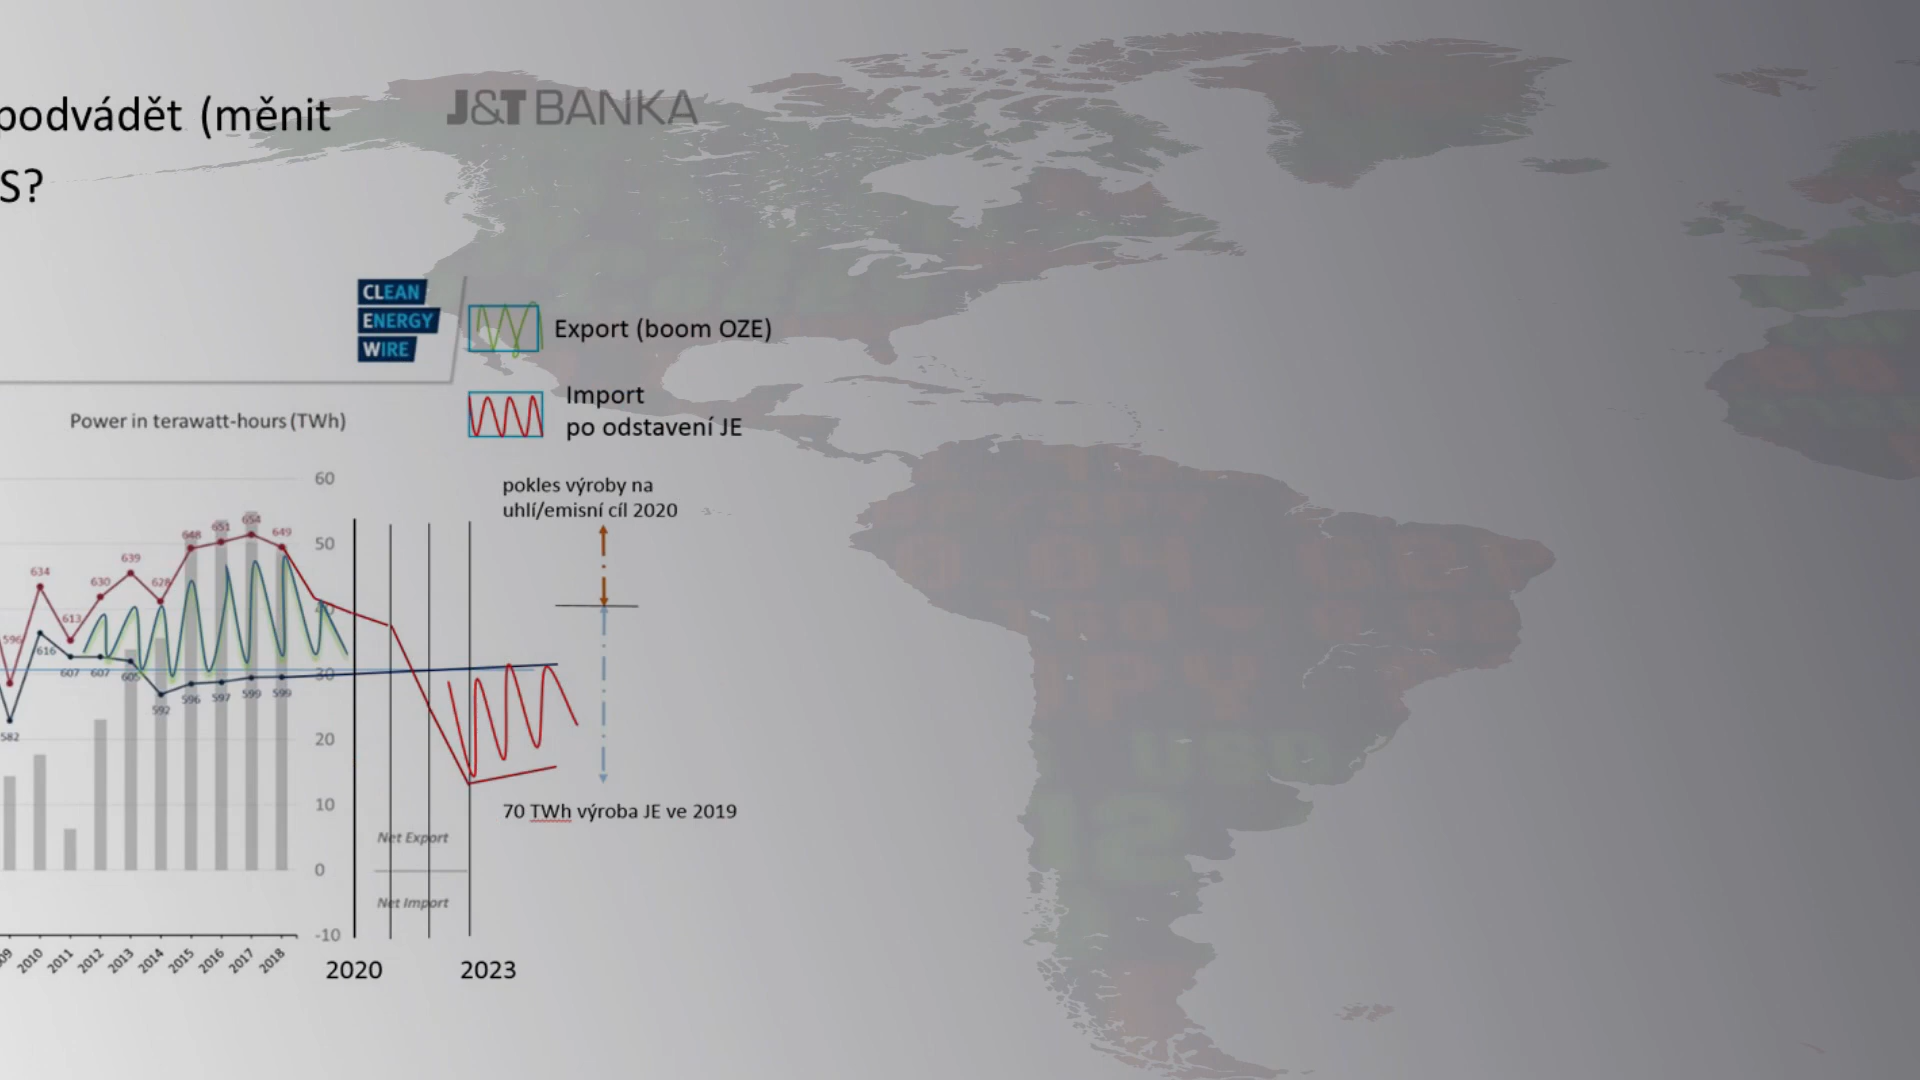 podvádět (měnit
J&T BANKA
S?
CLEAN
ENERGY
WIRE
Export (boom OZE)
Import
po odstavení JE
Power in terawatt-hours (TWh)
pokles výroby na
uhlí/emisní cíl 2020
60
50
40
30
20
10
0
-10
596
634
613
630
639
628
648
651
654
649
582
616
607
607
605
592
596
597
599
599
70 TWh výroba JE ve 2019
Net Export
Net Import
09
2010
2011
2012
2013
2014
2015
2016
2017
2018
2020
2023